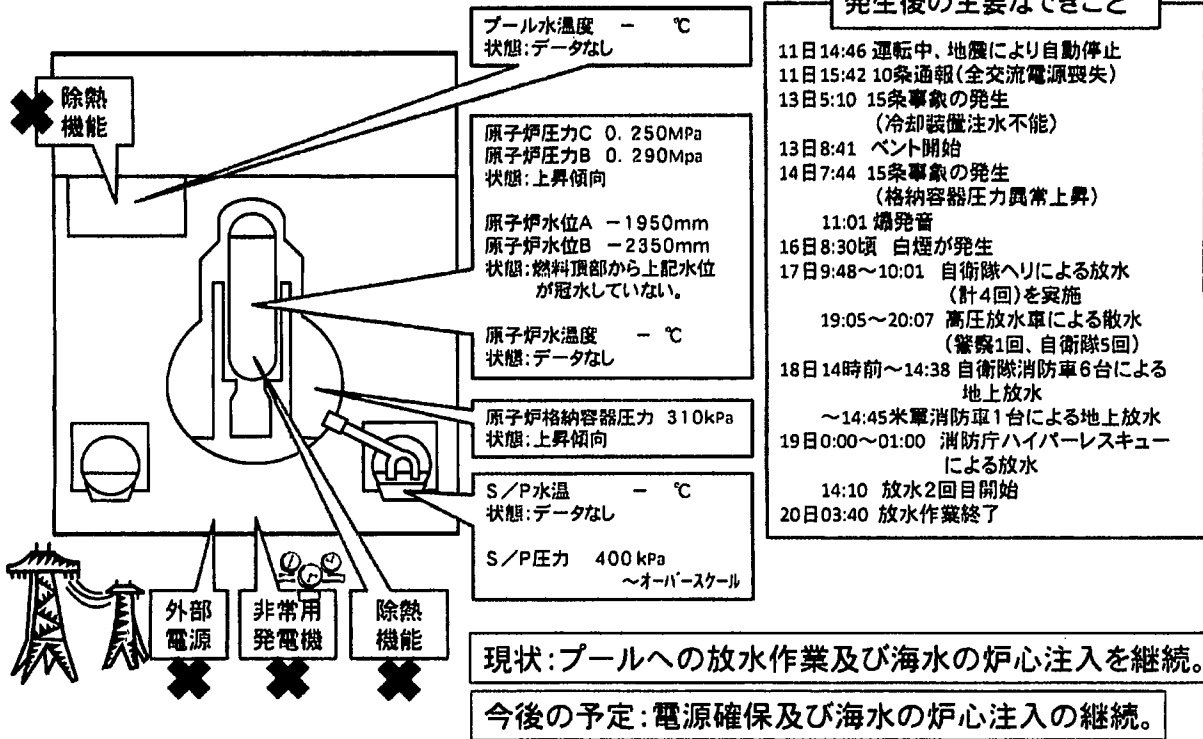 プール水温度 － ℃
状態:データなし
除熱
機能
原子炉圧力C 0. 250MPa
原子炉圧力B 0. 290Mpa
状態:上昇傾向
原子炉水位A －1950mm
原子炉水位B －2350mm
状態:燃料頂部から上記水位
が冠水していない。
原子炉水温度 － ℃
状態:データなし
原子炉格納容器圧力 310kPa
状態:上昇傾向
S／P水温 － ℃
状態:データなし
S／P圧力 400kPa
～オーバースケール
外部
電源
非常用
発電機
除熱
機能
発生後の主要なできごと
11日14:46 運転中、地震により自動停止
11日15:42 10条通報(全交流電源喪失)
13日5:10 15条事象の発生
(冷却装置注水不能)
13日8:41 ベント開始
14日7:44 15条事象の発生
(格納容器圧力異常上昇)
11:01 爆発音
16日8:30頃 白煙が発生
17日9:48～10:01 自衛隊ヘリによる放水
(計4回)を実施
19:05～20:07 高圧放水車による散水
(警察1回、自衛隊5回)
18日14時前～14:38 自衛隊消防車6台による
地上放水
～14:45米軍消防車1台による地上放水
19日0:00～01:00 消防庁ハイパーレスキュー
による放水
14:10 放水2回目開始
20日03:40 放水作業終了
現状:プールへの放水作業及び海水の炉心注入を継続。
今後の予定:電源確保及び海水の炉心注入の継続。